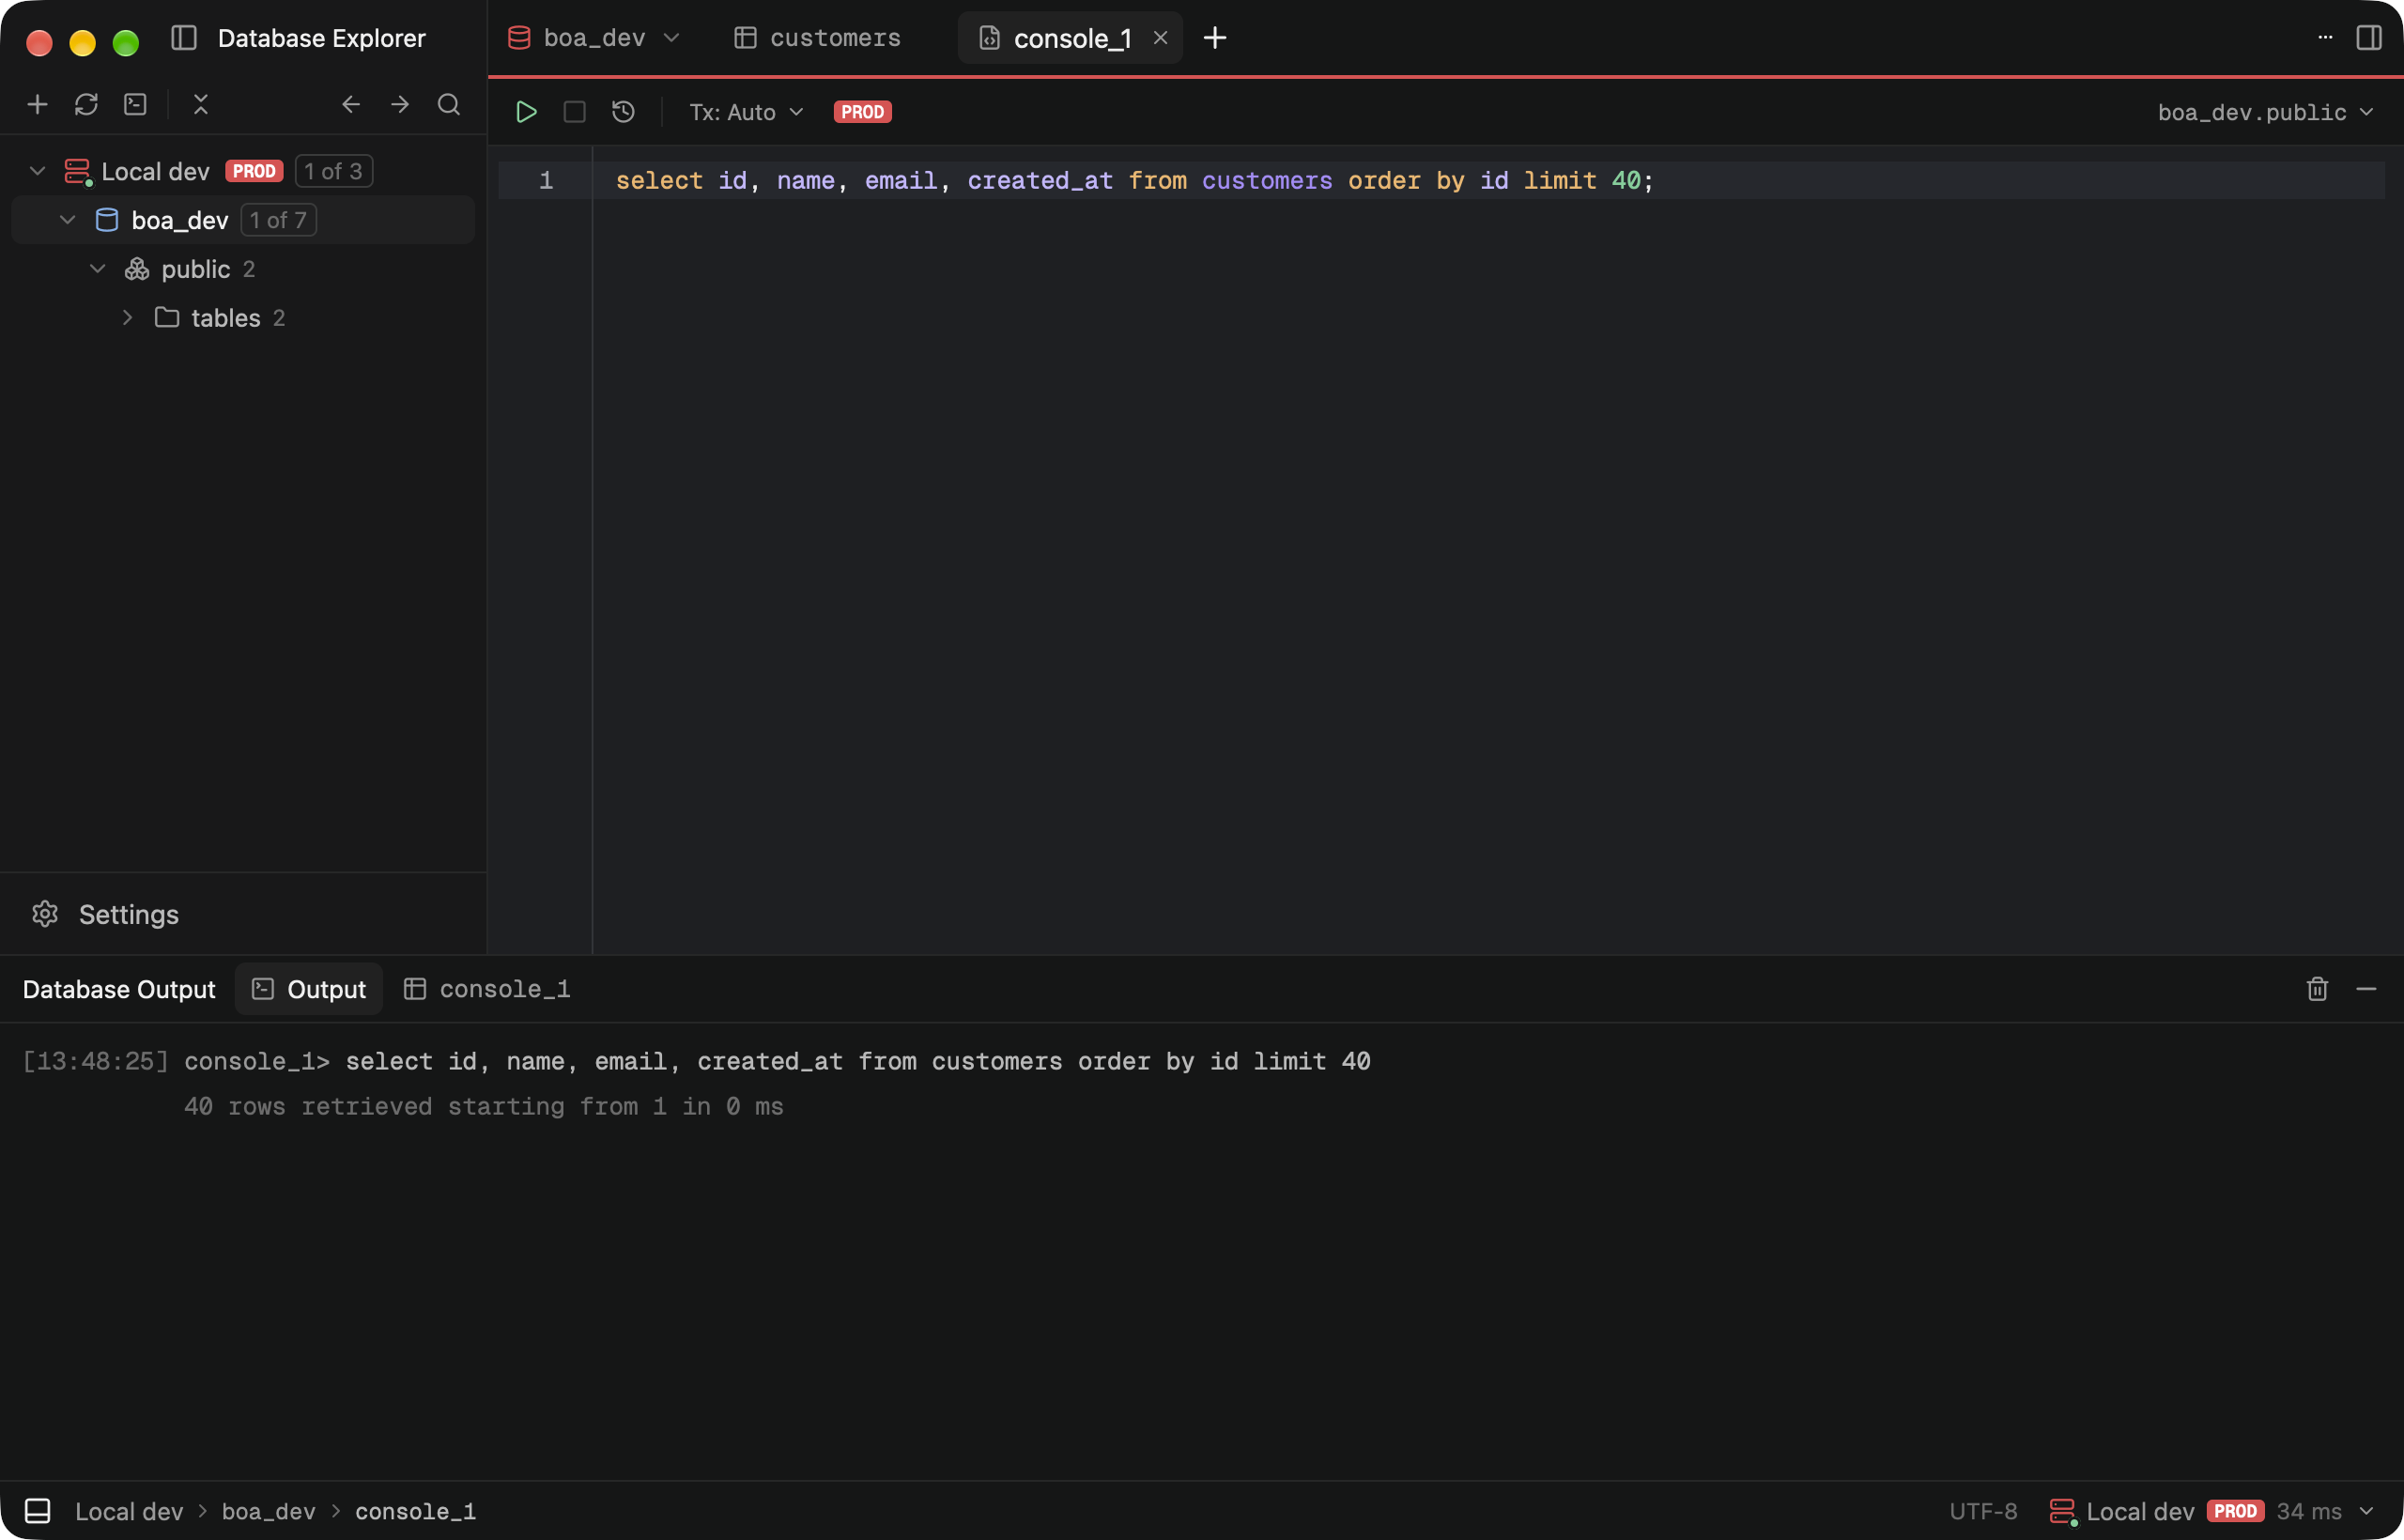 Database Explorer
boa_dev
customers
console_1
Tx: Auto
PROD
boa_dev.public
Local dev PROD 1 of 3
boa_dev 1 of 7
public 2
tables 2
Settings
1 select id, name, email, created_at from customers order by id limit 40;
Database Output
Output
console_1
[13:48:25] console_1> select id, name, email, created_at from customers order by id limit 40
40 rows retrieved starting from 1 in 0 ms
Local dev > boa_dev > console_1
UTF-8
Local dev PROD 34 ms